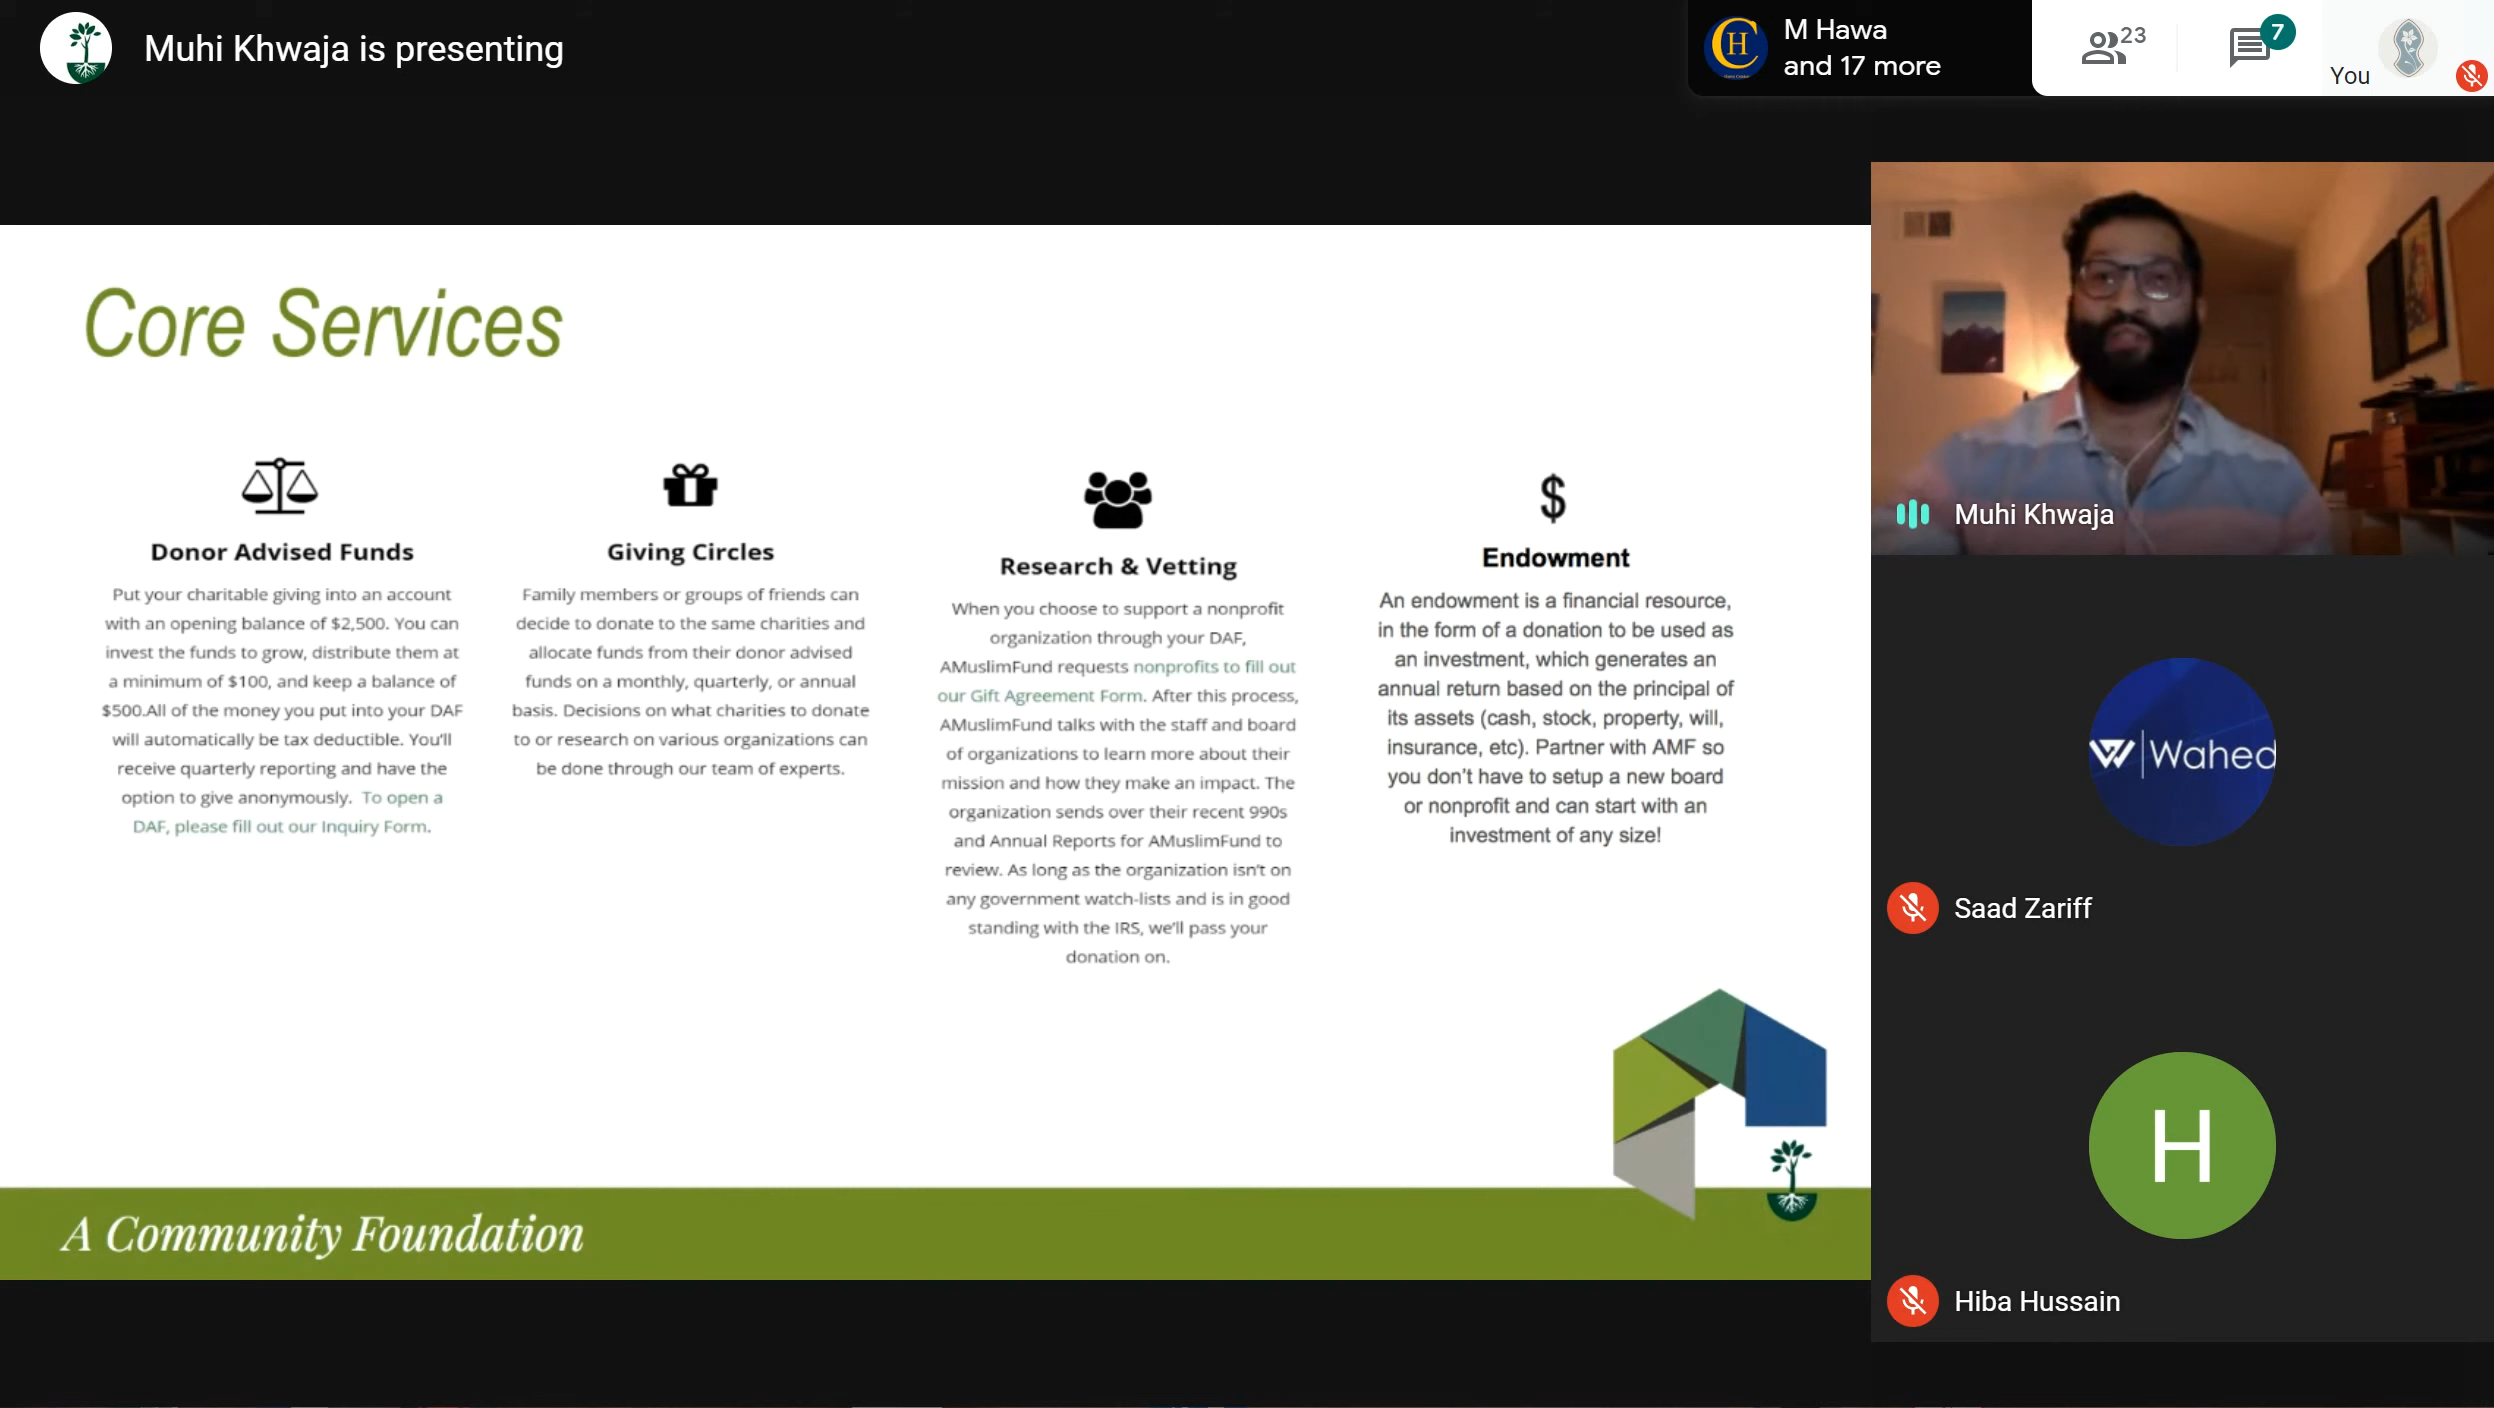 Muhi Khwaja is presenting
M Hawa
and 17 more
23
7
You
Core Services
Donor Advised Funds
Put your charitable giving into an account
with an opening balance of $2,500. You can
invest the funds to grow, distribute them at
a minimum of $100, and keep a balance of
$500.All of the money you put into your DAF
will automatically be tax deductible. You'll
receive quarterly reporting and have the
option to give anonymously. To open a
DAF, please fill out our Inquiry Form.
Giving Circles
Family members or groups of friends can
decide to donate to the same charities and
allocate funds from their donor advised
funds on a monthly, quarterly, or annual
basis. Decisions on what charities to donate
to or research on various organizations can
be done through our team of experts.
Research & Vetting
When you choose to support a nonprofit
organization through your DAF,
AMuslimFund requests nonprofits to fill out
our Gift Agreement Form. After this process,
AMuslimFund talks with the staff and board
of organizations to learn more about their
mission and how they make an impact. The
organization sends over their recent 990s
and Annual Reports for AMuslimFund to
review. As long as the organization isn't on
any government watch-lists and is in good
standing with the IRS, we'll pass your
donation on.
$
Endowment
An endowment is a financial resource,
in the form of a donation to be used as
an investment, which generates an
annual return based on the principal of
its assets (cash, stock, property, will,
insurance, etc). Partner with AMF so
you don't have to setup a new board
or nonprofit and can start with an
investment of any size!
A Community Foundation
Muhi Khwaja
Wahed
Saad Zariff
H
Hiba Hussain